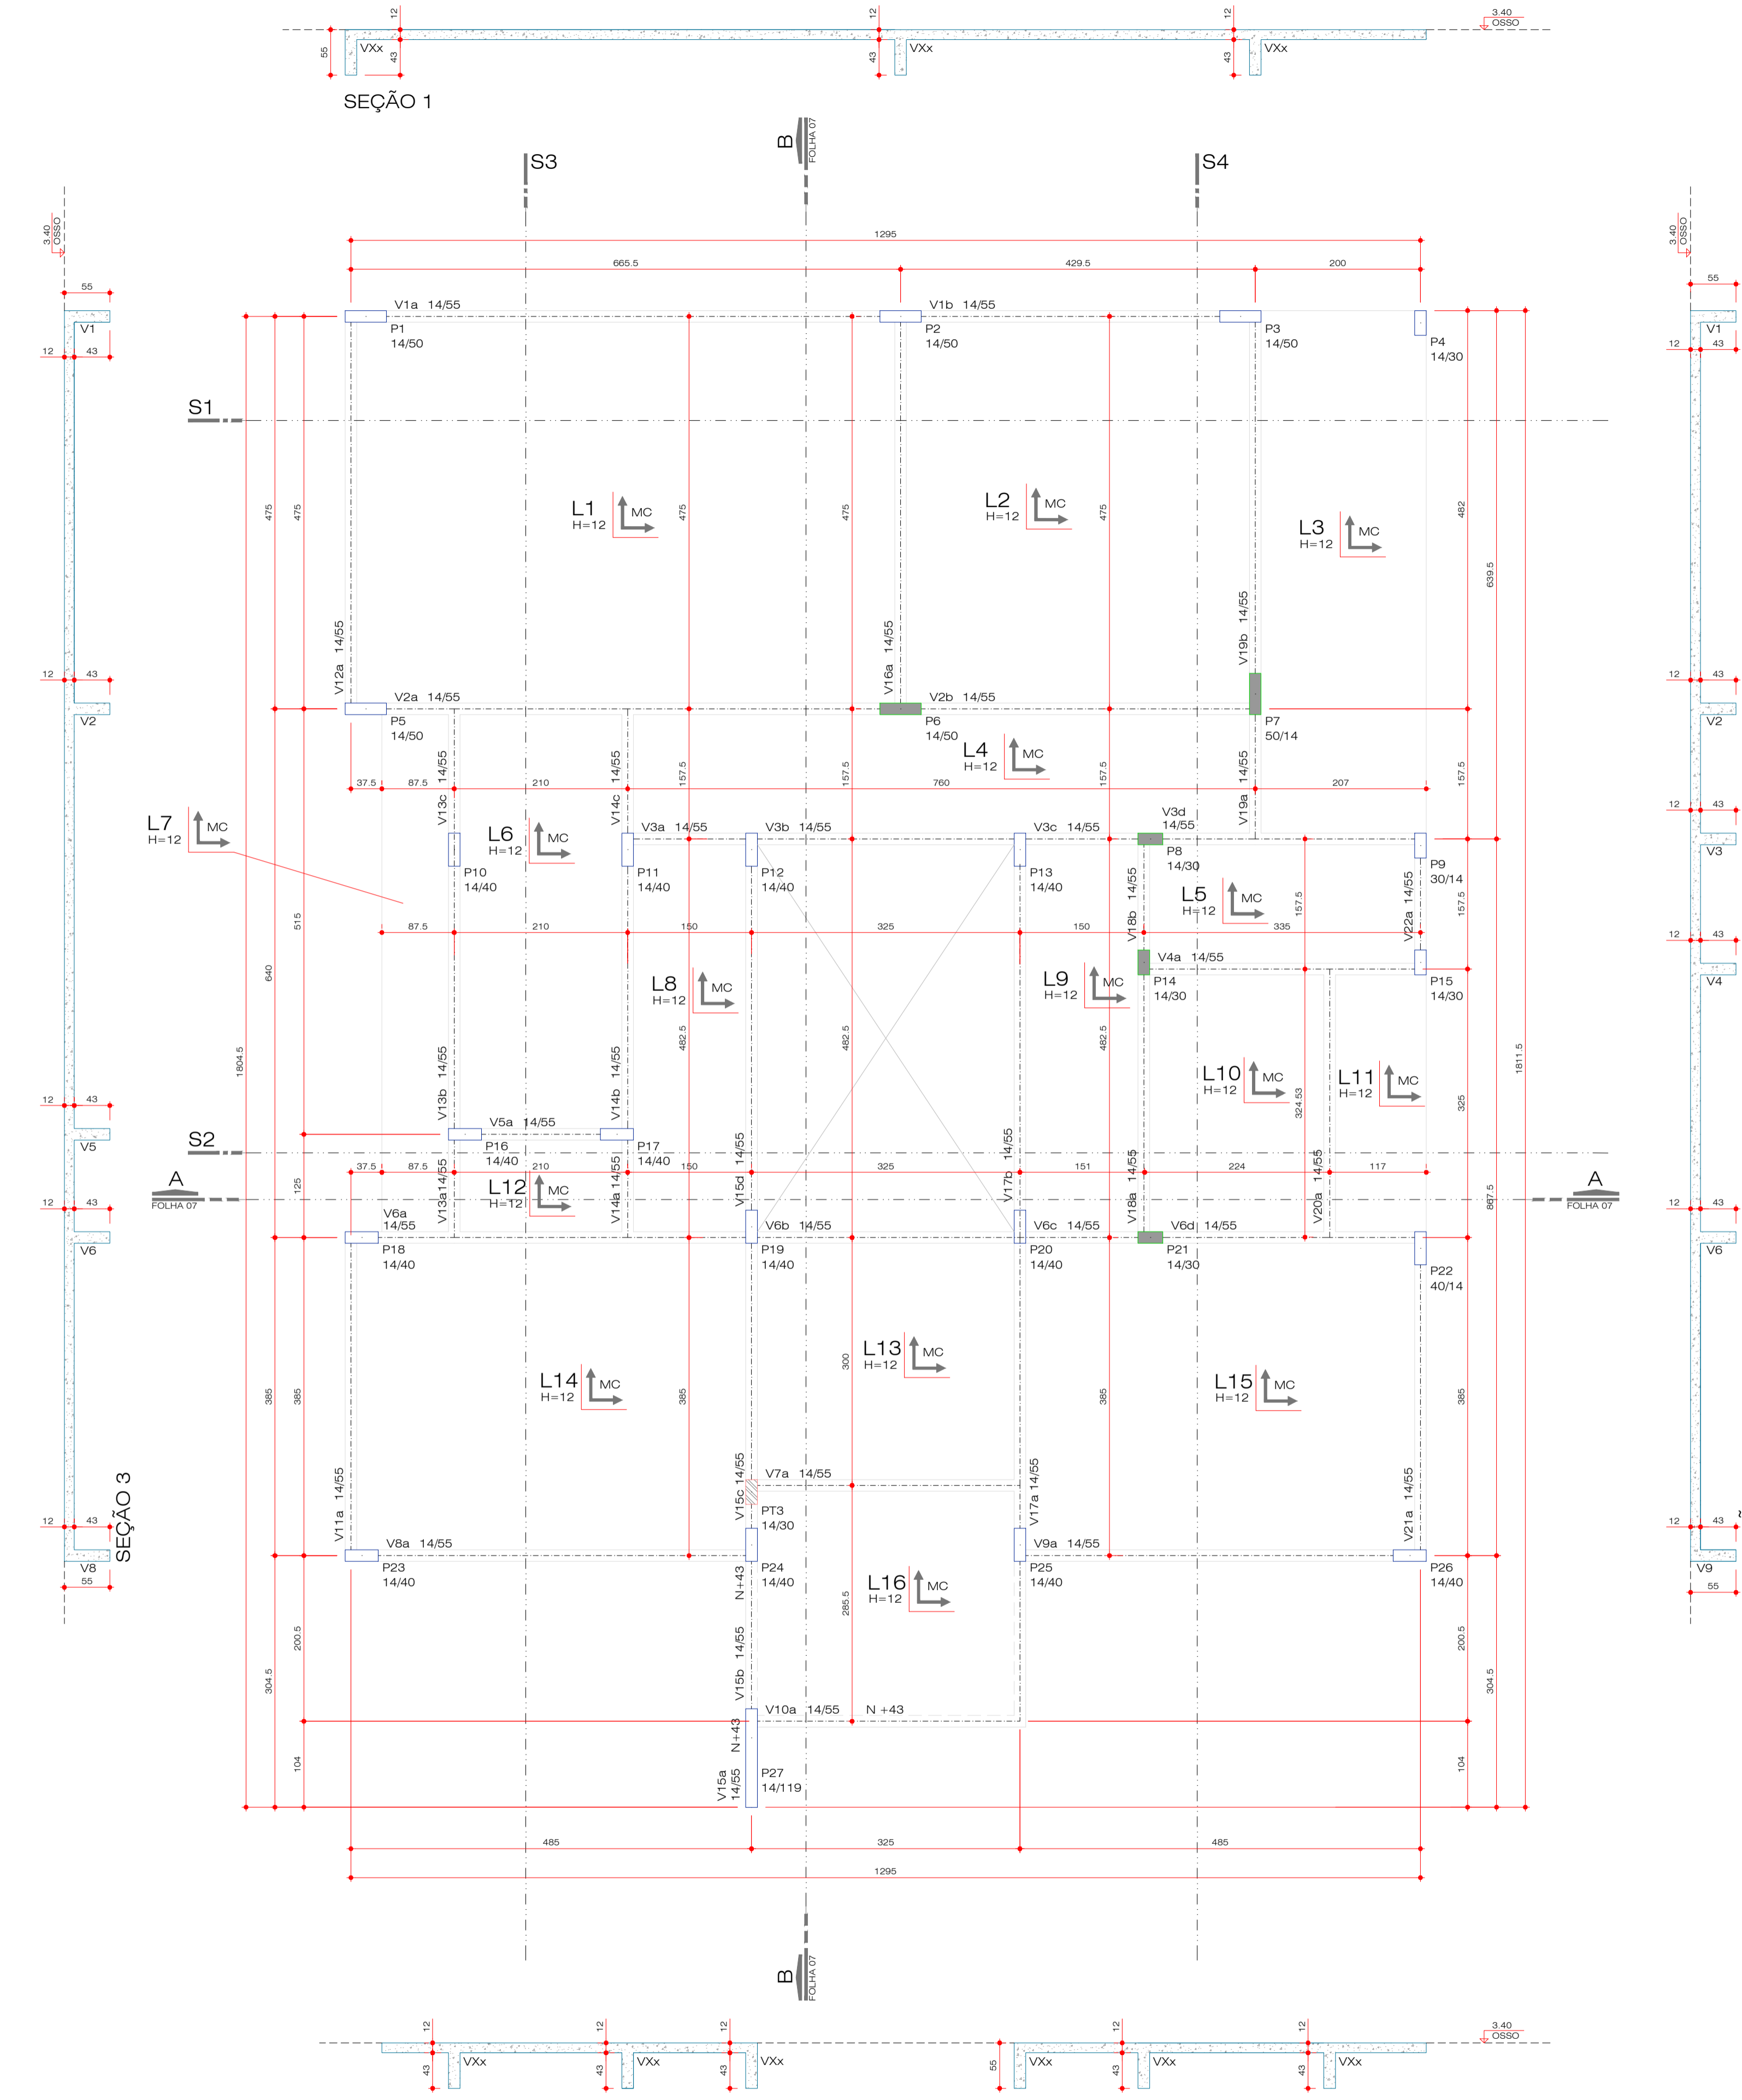 12
12
12
3.40
OSSO
55
VXx
43
VXx
43
VXx
43
SEÇÃO 1
B
FOLHA 07
S3
S4
3.40
OSSO
3.40
OSSO
1295
665.5
429.5
200
55
55
V1a 14/55
V1b 14/55
V1
P1
14/50
P2
14/50
P3
14/50
P4
14/30
V1
12
43
12
43
S1
475
475
475
475
475
482
L1
H=12
MC
L2
H=12
MC
L3
H=12
MC
639.5
V12a 14/55
V16a 14/55
V19b 14/55
12
43
12
43
V2a 14/55
V2b 14/55
V2
P5
14/50
P6
14/50
P7
50/14
V2
L4
H=12
MC
V13c 14/55
V14c 14/55
157.5
157.5
157.5
V19a 14/55
157.5
37.5
87.5
210
760
207
12
43
12
43
L7
H=12
MC
L6
H=12
MC
V3a 14/55
V3b 14/55
V3c 14/55
V3d
14/55
V3
P10
14/40
P11
14/40
P12
14/40
P13
14/40
P8
14/30
P9
30/14
L5
H=12
MC
V18b 14/55
157.5
V22a 14/55
157.5
515
87.5
210
150
325
150
335
12
43
640
L8
H=12
MC
L9
H=12
MC
V4a 14/55
P14
14/30
P15
14/30
V4
482.5
482.5
482.5
1804.5
1811.5
V13b 14/55
V14b 14/55
L10
H=12
MC
L11
H=12
MC
324.53
325
12
43
12
43
V5a 14/55
V5
P16
14/40
P17
14/40
S2
37.5
87.5
210
150
325
151
224
117
A
FOLHA 07
A
FOLHA 07
125
V13a14/55
L12
H=12
MC
V14a 14/55
V15d 14/55
V17b 14/55
V18a 14/55
V20a 14/55
867.5
12
43
12
43
V6a
14/55
V6b 14/55
V6c 14/55
V6d 14/55
V6
P18
14/40
P19
14/40
P20
14/40
P21
14/30
P22
40/14
V6
L14
H=12
MC
L13
H=12
MC
L15
H=12
MC
385
385
385
300
385
385
V11a 14/55
V15c 14/55
V7a 14/55
V17a 14/55
V21a 14/55
PT3
14/30
SEÇÃO 3
12
43
12
43
V8a 14/55
V9a 14/55
V8
P23
14/40
P24
14/40
P25
14/40
P26
14/40
V9
55
55
N+43
L16
H=12
MC
285.5
304.5
200.5
V15b 14/55
200.5
304.5
V10a 14/55 N +43
N+43
104
V15a
14/55
P27
14/119
104
485
325
485
1295
B
FOLHA 07
12
12
12
12
12
3.40
OSSO
43
VXx
43
VXx
43
VXx
55
VXx
43
VXx
43
VXx